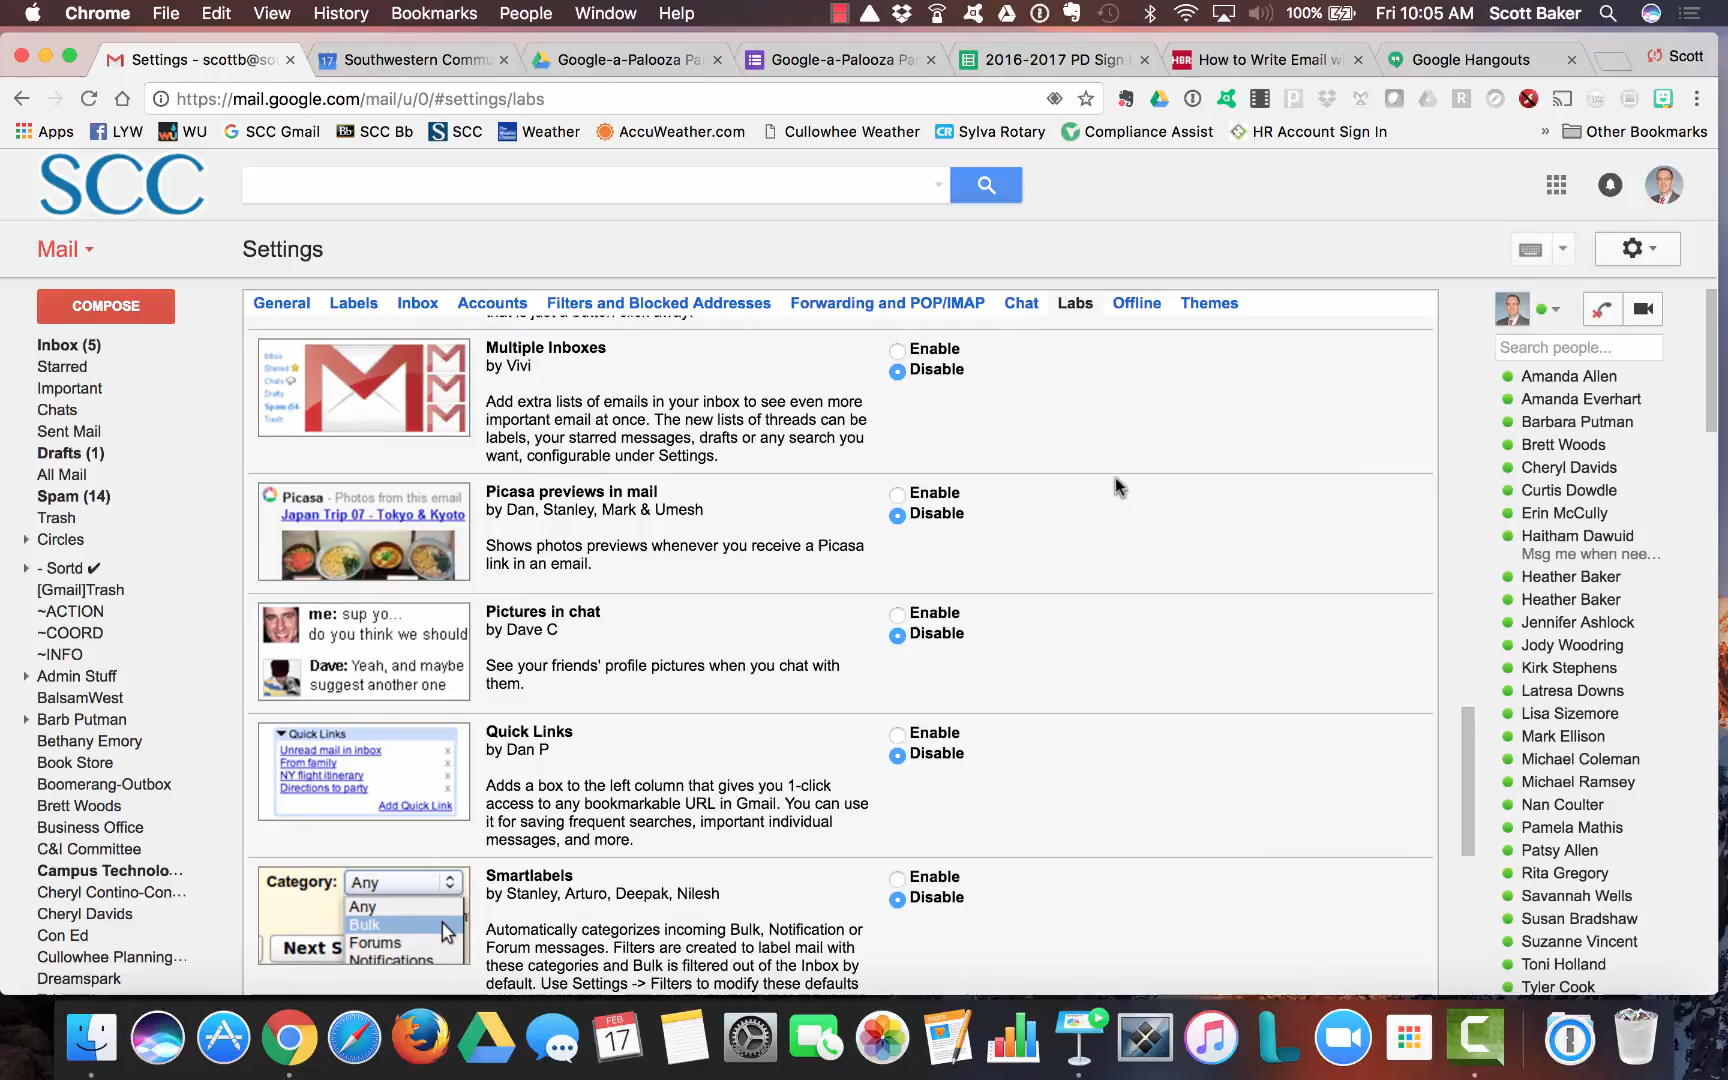 Chrome File Edit View History Bookmarks People Window Help 100% Fri 10:05 AM Scott Baker
Settings - scottb@so Southwestern Commu Google-a-Palooza Pa Google-a-Palooza Par 2016-2017 PD Sign HBR How to Write Email wi Google Hangouts Scott
https://mail.google.com/mail/u/0/#settings/labs
Apps LYW WU SCC Gmail Bb SCC Bb SCC Weather AccuWeather.com Cullowhee Weather CR Sylva Rotary Compliance Assist HR Account Sign In » Other Bookmarks
SCC
Mail Settings
COMPOSE
Inbox (5)
Starred
Important
Chats
Sent Mail
Drafts (1)
All Mail
Spam (14)
Trash
Circles
- Sortd ✔
[Gmail]Trash
~ACTION
~COORD
~INFO
Admin Stuff
BalsamWest
Barb Putman
Bethany Emory
Book Store
Boomerang-Outbox
Brett Woods
Business Office
C&I Committee
Campus Technolo...
Cheryl Contino-Con...
Cheryl Davids
Con Ed
Cullowhee Planning...
Dreamspark
General Labels Inbox Accounts Filters and Blocked Addresses Forwarding and POP/IMAP Chat Labs Offline Themes
that is just a button click away.
Inbox
Starred
Chats
Drafts
Spam (54
Trash
Multiple Inboxes
by Vivi
Add extra lists of emails in your inbox to see even more
important email at once. The new lists of threads can be
labels, your starred messages, drafts or any search you
want, configurable under Settings.
Enable
Disable
Picasa - Photos from this email
Japan Trip 07 - Tokyo & Kyoto
Picasa previews in mail
by Dan, Stanley, Mark & Umesh
Shows photos previews whenever you receive a Picasa
link in an email.
Enable
Disable
me: sup yo...
do you think we should
Dave: Yeah, and maybe
suggest another one
Pictures in chat
by Dave C
See your friends' profile pictures when you chat with
them.
Enable
Disable
Quick Links
Unread mail in inbox x
From family x
NY flight itinerary x
Directions to party x
Add Quick Link
Quick Links
by Dan P
Adds a box to the left column that gives you 1-click
access to any bookmarkable URL in Gmail. You can use
it for saving frequent searches, important individual
messages, and more.
Enable
Disable
Category: Any
Any
Bulk
Forums
Next S
Notifications
Smartlabels
by Stanley, Arturo, Deepak, Nilesh
Automatically categorizes incoming Bulk, Notification or
Forum messages. Filters are created to label mail with
these categories and Bulk is filtered out of the Inbox by
default. Use Settings -> Filters to modify these defaults
Enable
Disable
Search people...
Amanda Allen
Amanda Everhart
Barbara Putman
Brett Woods
Cheryl Davids
Curtis Dowdle
Erin McCully
Haitham Dawuid
Msg me when nee...
Heather Baker
Heather Baker
Jennifer Ashlock
Jody Woodring
Kirk Stephens
Latresa Downs
Lisa Sizemore
Mark Ellison
Michael Coleman
Michael Ramsey
Nan Coulter
Pamela Mathis
Patsy Allen
Rita Gregory
Savannah Wells
Susan Bradshaw
Suzanne Vincent
Toni Holland
Tyler Cook
FEB
17